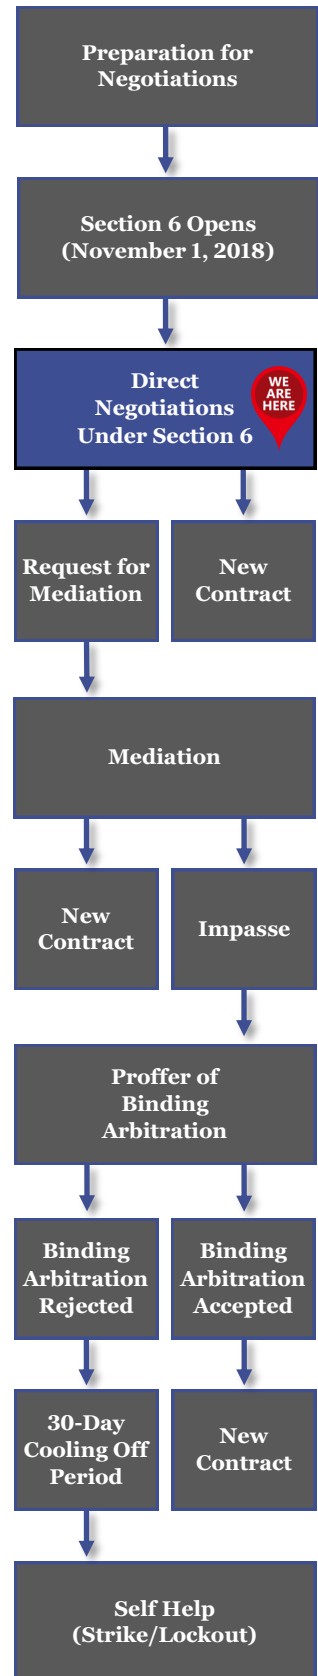 Preparation for
Negotiations
Section 6 Opens
(November 1, 2018)
Direct
Negotiations
Under Section 6
WE
ARE
HERE
Request for
Mediation
New
Contract
Mediation
New
Contract
Impasse
Proffer of
Binding
Arbitration
Binding
Arbitration
Rejected
Binding
Arbitration
Accepted
30-Day
Cooling Off
Period
New
Contract
Self Help
(Strike/Lockout)